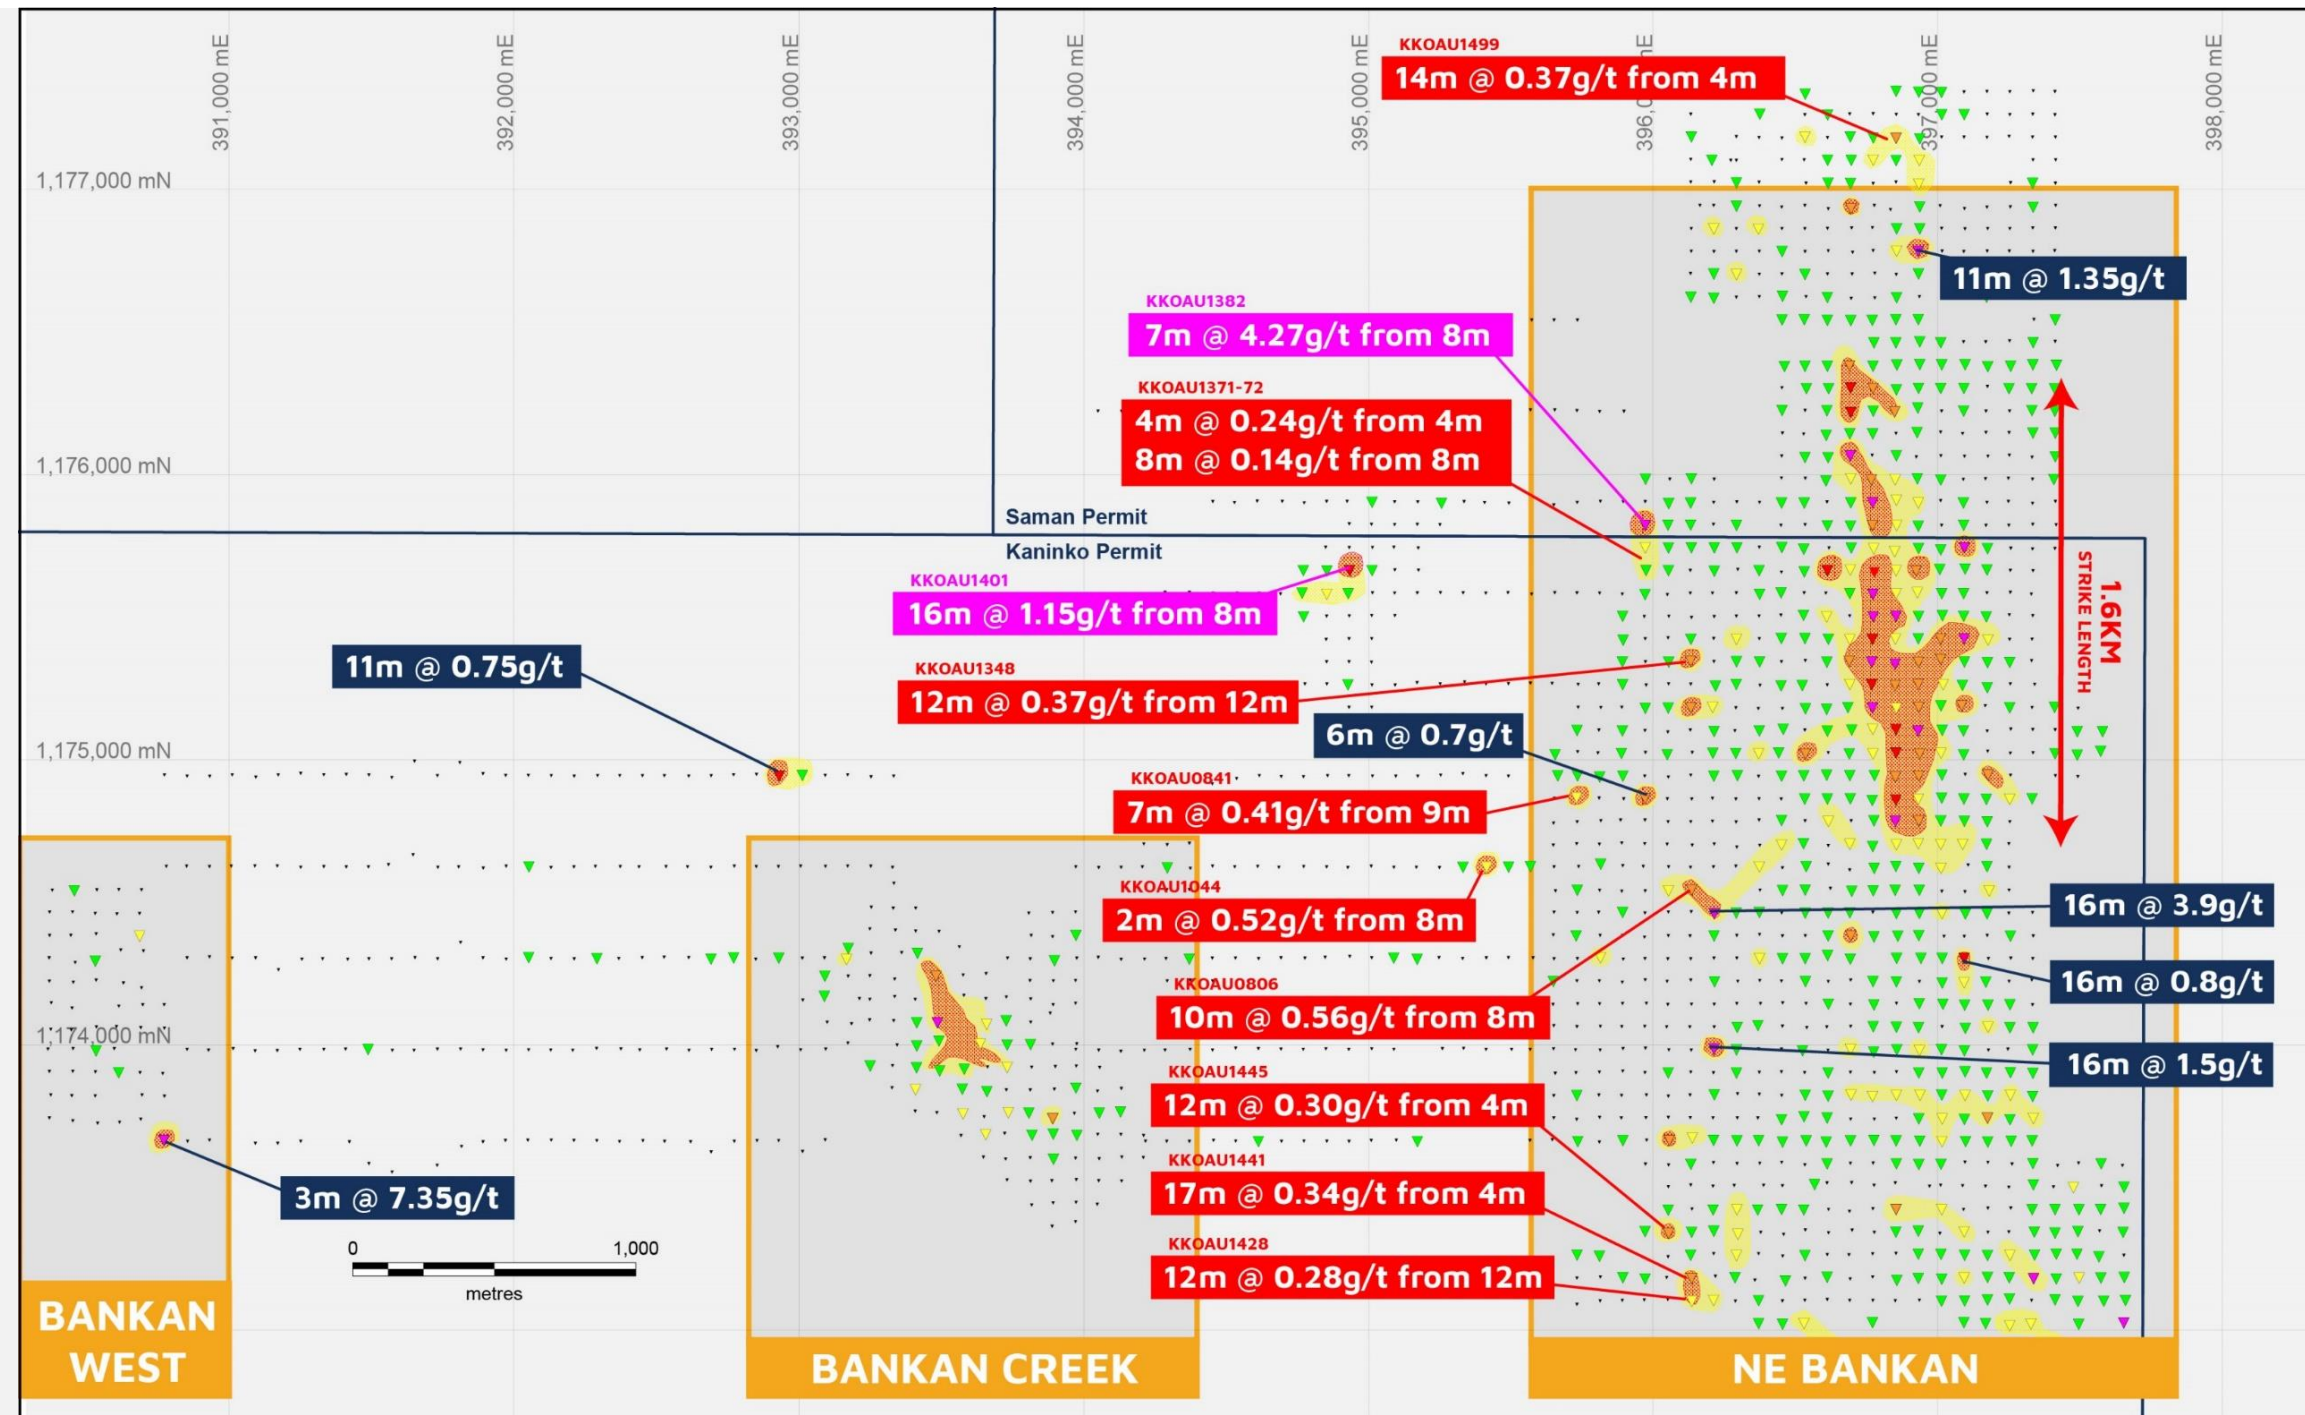 391,000 mE
392,000 mE
393,000 mE
394,000 mE
395,000 mE
397,000 mE
398,000 mE
KKOAU1499
14m @ 0.37g/t from 4m
1,177,000 mN
11m @ 1.35g/t
KKOAU1382
7m @ 4.27g/t from 8m
KKOAU1371-72
4m @ 0.24g/t from 4m
8m @ 0.14g/t from 8m
1,176,000 mN
Saman Permit
Kaninko Permit
KKOAU1401
16m @ 1.15g/t from 8m
1.6KM
STRIKE LENGTH
11m @ 0.75g/t
KKOAU1348
12m @ 0.37g/t from 12m
6m @ 0.7g/t
1,175,000 mN
KKOAU0841
7m @ 0.41g/t from 9m
KKOAU1044
2m @ 0.52g/t from 8m
16m @ 3.9g/t
16m @ 0.8g/t
KKOAU0806
10m @ 0.56g/t from 8m
1,174,000 mN
16m @ 1.5g/t
KKOAU1445
12m @ 0.30g/t from 4m
KKOAU1441
17m @ 0.34g/t from 4m
3m @ 7.35g/t
KKOAU1428
12m @ 0.28g/t from 12m
0 1,000
metres
BANKAN
WEST
BANKAN CREEK
NE BANKAN